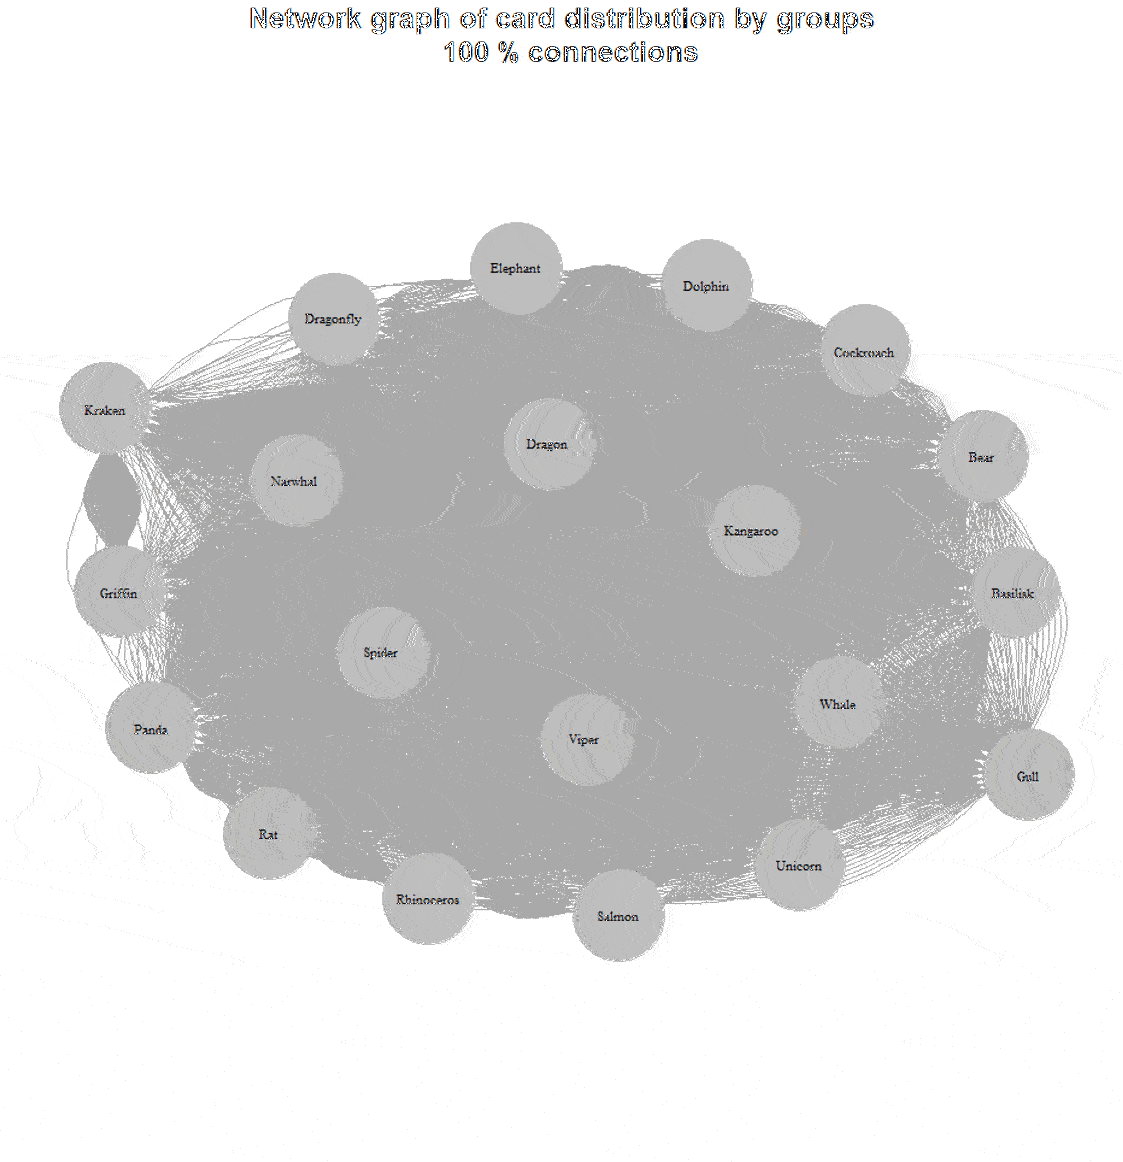 Network graph of card distribution by groups
100 % connections
Elephant
Dolphin
Dragonfly
Cockroach
Kraken
Dragon
Bear
Narwhal
Kangaroo
Griffin
Basilisk
Spider
Whale
Panda
Viper
Gull
Rat
Unicorn
Rhinoceros
Salmon